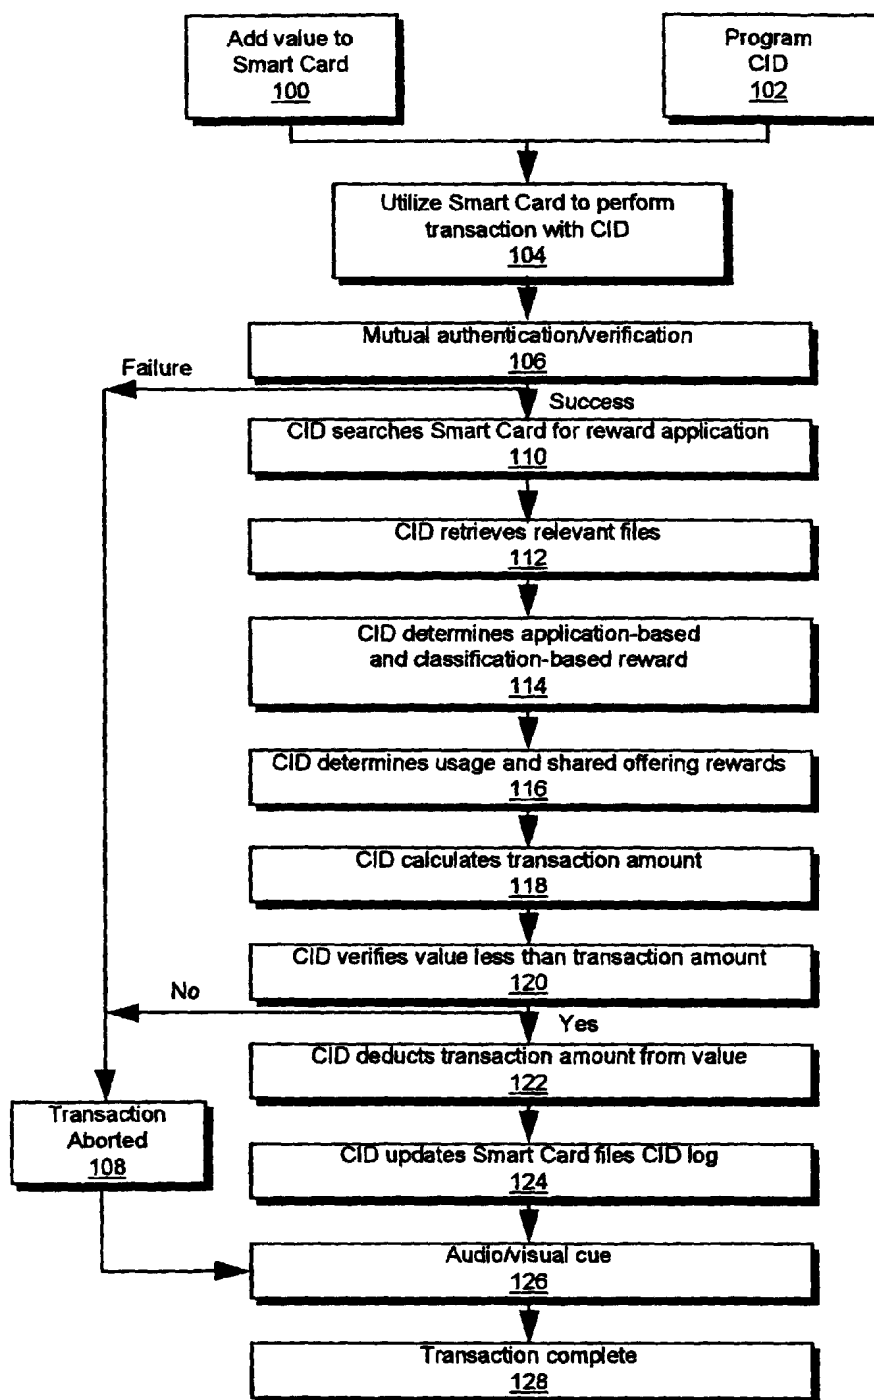 Add value to
Smart Card
100
Program
CID
102
Utilize Smart Card to perform
transaction with CID
104
Mutual authentication/verification
106
Failure
Success
CID searches Smart Card for reward application
110
CID retrieves relevant files
112
CID determines application-based
and classification-based reward
114
CID determines usage and shared offering rewards
116
CID calculates transaction amount
118
CID verifies value less than transaction amount
120
No
Yes
CID deducts transaction amount from value
122
Transaction
Aborted
108
CID updates Smart Card files CID log
124
Audio/visual cue
126
Transaction complete
128